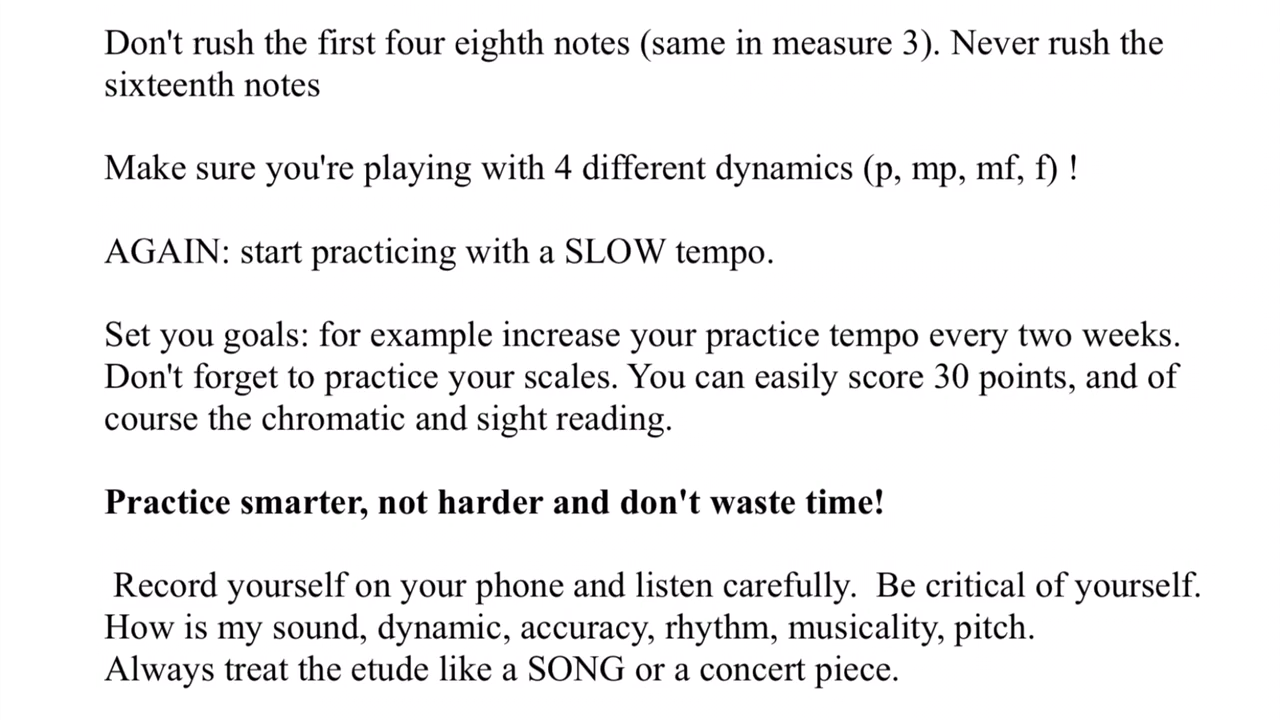 Don't rush the first four eighth notes (same in measure 3). Never rush the
sixteenth notes
Make sure you're playing with 4 different dynamics (p, mp, mf, f) !
AGAIN: start practicing with a SLOW tempo.
Set you goals: for example increase your practice tempo every two weeks.
Don't forget to practice your scales. You can easily score 30 points, and of
course the chromatic and sight reading.
Practice smarter, not harder and don't waste time!
Record yourself on your phone and listen carefully.  Be critical of yourself.
How is my sound, dynamic, accuracy, rhythm, musicality, pitch.
Always treat the etude like a SONG or a concert piece.